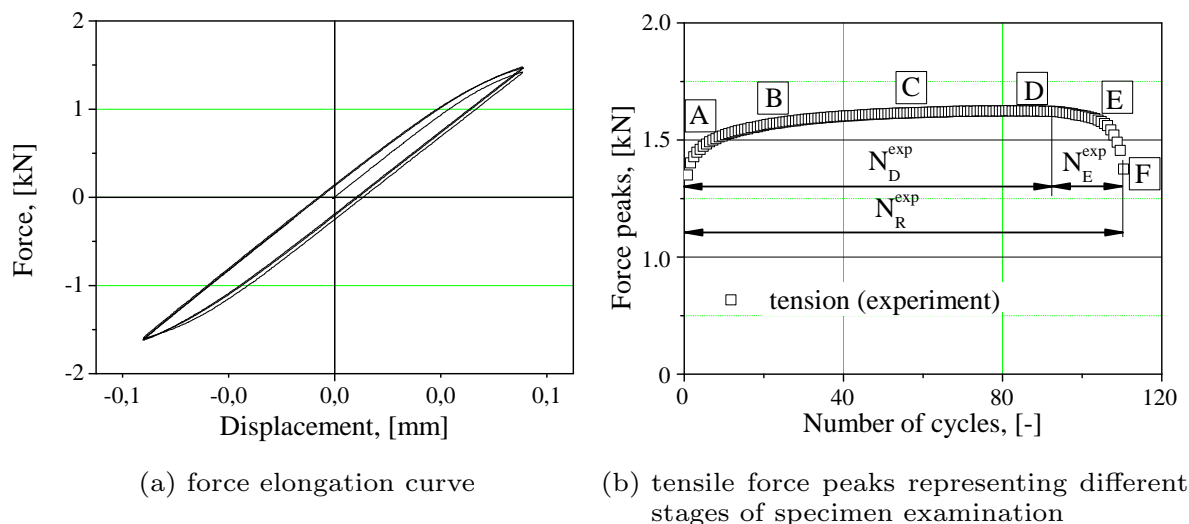 2
1
0
-1
-2
Force, [kN]
-0,1
-0,0
0,0
0,0
0,1
Displacement, [mm]
(a) force elongation curve
2.0
1.5
1.0
0
Force peaks, [kN]
A
B
C
D
E
F
N_D^exp
N_E^exp
N_R^exp
tension (experiment)
0
40
80
120
Number of cycles, [-]
(b) tensile force peaks representing different
stages of specimen examination